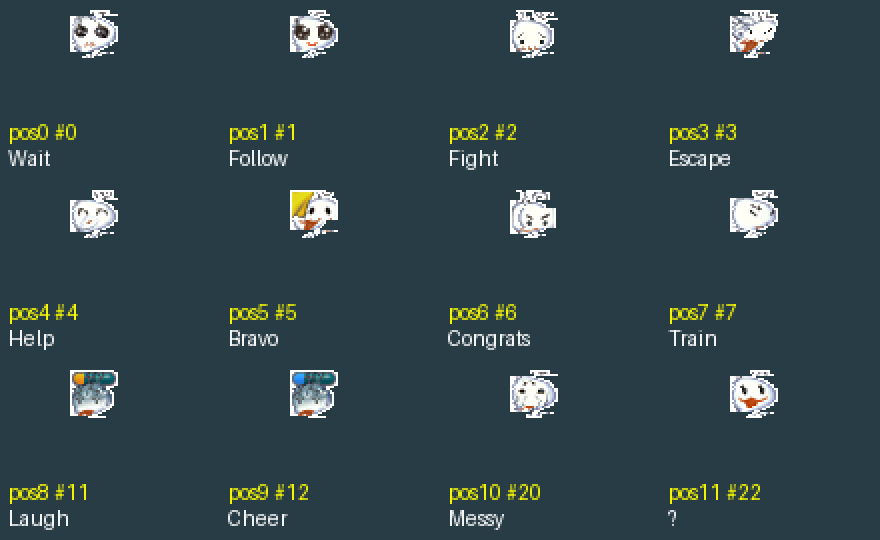 pos0 #0
Wait
pos1 #1
Follow
pos2 #2
Fight
pos3 #3
Escape
pos4 #4
Help
pos5 #5
Bravo
pos6 #6
Congrats
pos7 #7
Train
pos8 #11
Laugh
pos9 #12
Cheer
pos10 #20
Messy
pos11 #22
?